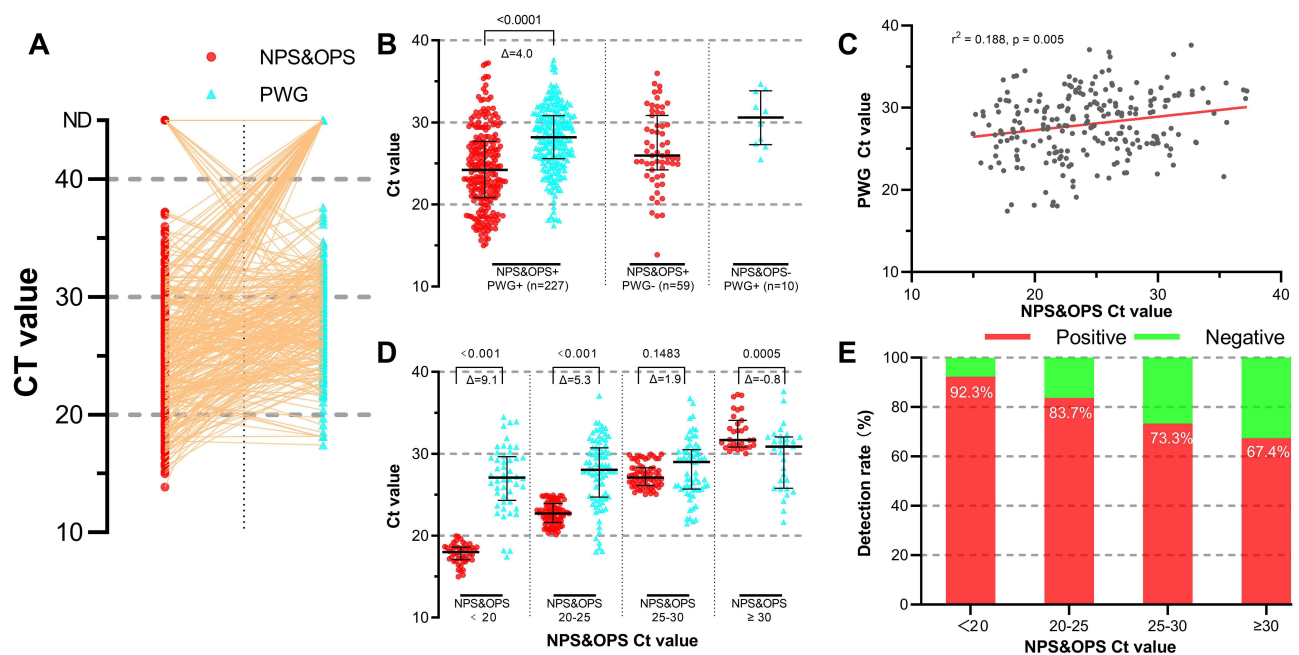 A
NPS&OPS
PWG
CT value
ND
40
30
20
10
B
<0.0001
Δ=4.0
Ct value
40
30
20
10
NPS&OPS+
PWG+ (n=227)
NPS&OPS+
PWG- (n=59)
NPS&OPS-
PWG+ (n=10)
C
r² = 0.188, p = 0.005
PWG Ct value
40
30
20
10
10 20 30 40
NPS&OPS Ct value
D
<0.001 <0.001 0.1483 0.0005
Δ=9.1 Δ=5.3 Δ=1.9 Δ=-0.8
Ct value
40
30
20
10
NPS&OPS
< 20
NPS&OPS
20-25
NPS&OPS
25-30
NPS&OPS
≥ 30
NPS&OPS Ct value
E
Positive Negative
Detection rate (%)
100
80
60
40
20
0
92.3%
83.7%
73.3%
67.4%
<20 20-25 25-30 ≥30
NPS&OPS Ct value